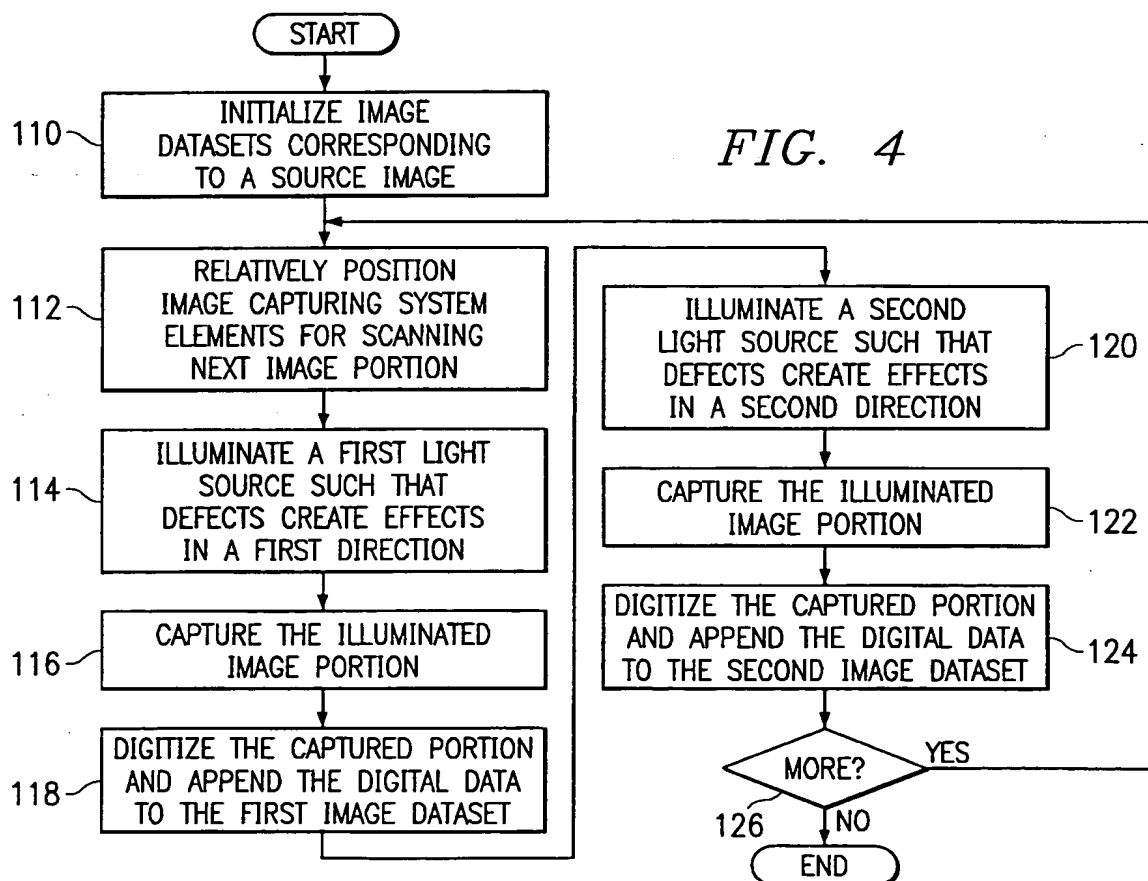 START
110
INITIALIZE IMAGE
DATASETS CORRESPONDING
TO A SOURCE IMAGE
FIG. 4
112
RELATIVELY POSITION
IMAGE CAPTURING SYSTEM
ELEMENTS FOR SCANNING
NEXT IMAGE PORTION
114
ILLUMINATE A FIRST LIGHT
SOURCE SUCH THAT
DEFECTS CREATE EFFECTS
IN A FIRST DIRECTION
116
CAPTURE THE ILLUMINATED
IMAGE PORTION
118
DIGITIZE THE CAPTURED PORTION
AND APPEND THE DIGITAL DATA
TO THE FIRST IMAGE DATASET
ILLUMINATE A SECOND
LIGHT SOURCE SUCH THAT
DEFECTS CREATE EFFECTS
IN A SECOND DIRECTION
120
CAPTURE THE ILLUMINATED
IMAGE PORTION
122
DIGITIZE THE CAPTURED PORTION
AND APPEND THE DIGITAL DATA
TO THE SECOND IMAGE DATASET
124
MORE?
YES
126
NO
END